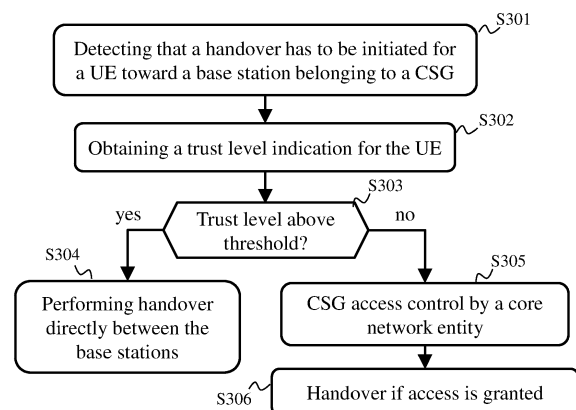 S301
Detecting that a handover has to be initiated for
a UE toward a base station belonging to a CSG
S302
Obtaining a trust level indication for the UE
S303
yes
Trust level above
threshold?
no
S304
Performing handover
directly between the
base stations
S305
CSG access control by a core
network entity
S306
Handover if access is granted